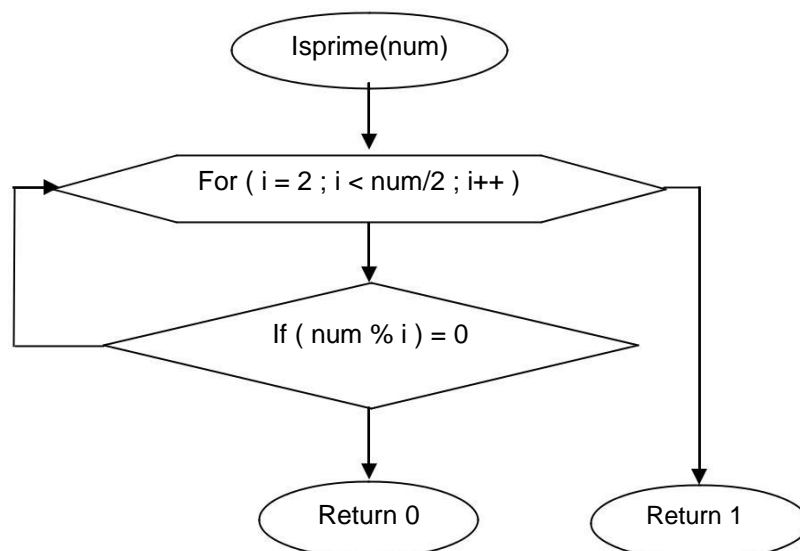 Isprime(num)
For ( i = 2 ; i < num/2 ; i++ )
If ( num % i ) = 0
Return 0
Return 1